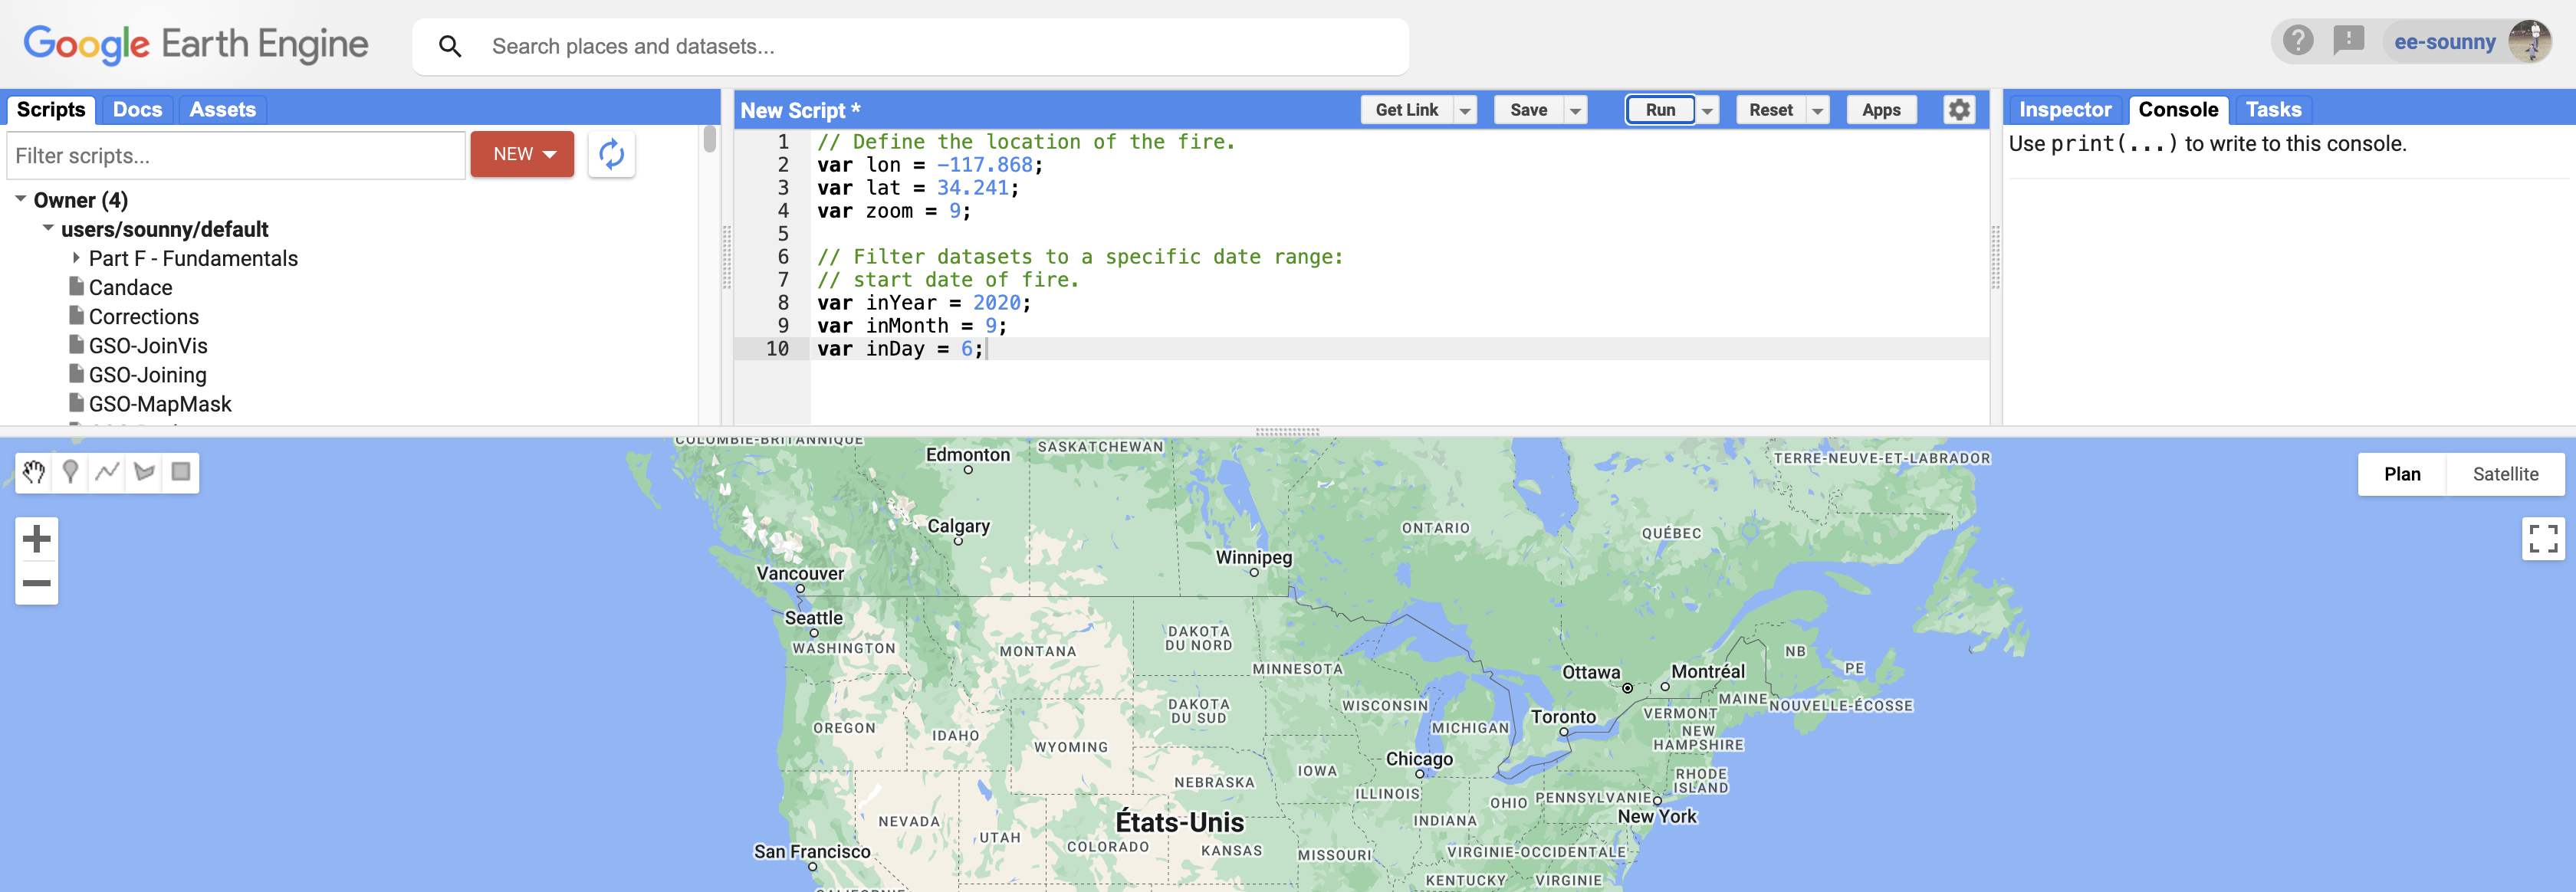 Google Earth Engine
Search places and datasets...
ee-sounny
Scripts Docs Assets
Filter scripts...
NEW
Owner (4)
users/sounny/default
Part F - Fundamentals
Candace
Corrections
GSO-JoinVis
GSO-Joining
GSO-MapMask
New Script *
Get Link Save Run Reset Apps
1 // Define the location of the fire.
2 var lon = -117.868;
3 var lat = 34.241;
4 var zoom = 9;
5
6 // Filter datasets to a specific date range:
7 // start date of fire.
8 var inYear = 2020;
9 var inMonth = 9;
10 var inDay = 6;
Inspector Console Tasks
Use print(...) to write to this console.
Plan Satellite
COLOMBIE-BRITANNIQUE
Edmonton
SASKATCHEWAN
TERRE-NEUVE-ET-LABRADOR
Calgary
ONTARIO
QUÉBEC
Winnipeg
Vancouver
Seattle
WASHINGTON
MONTANA
DAKOTA
DU NORD
MINNESOTA
Ottawa
Montréal
NB
PE
OREGON
IDAHO
WYOMING
DAKOTA
DU SUD
WISCONSIN
MICHIGAN
Toronto
VERMONT
MAINE
NOUVELLE-ÉCOSSE
NEW
HAMPSHIRE
Chicago
IOWA
NEBRASKA
ILLINOIS
RHODE
ISLAND
OHIO
PENNSYLVANIE
New York
NEVADA
UTAH
États-Unis
INDIANA
San Francisco
COLORADO
KANSAS
MISSOURI
VIRGINIE-OCCIDENTALE
KENTUCKY
VIRGINIE